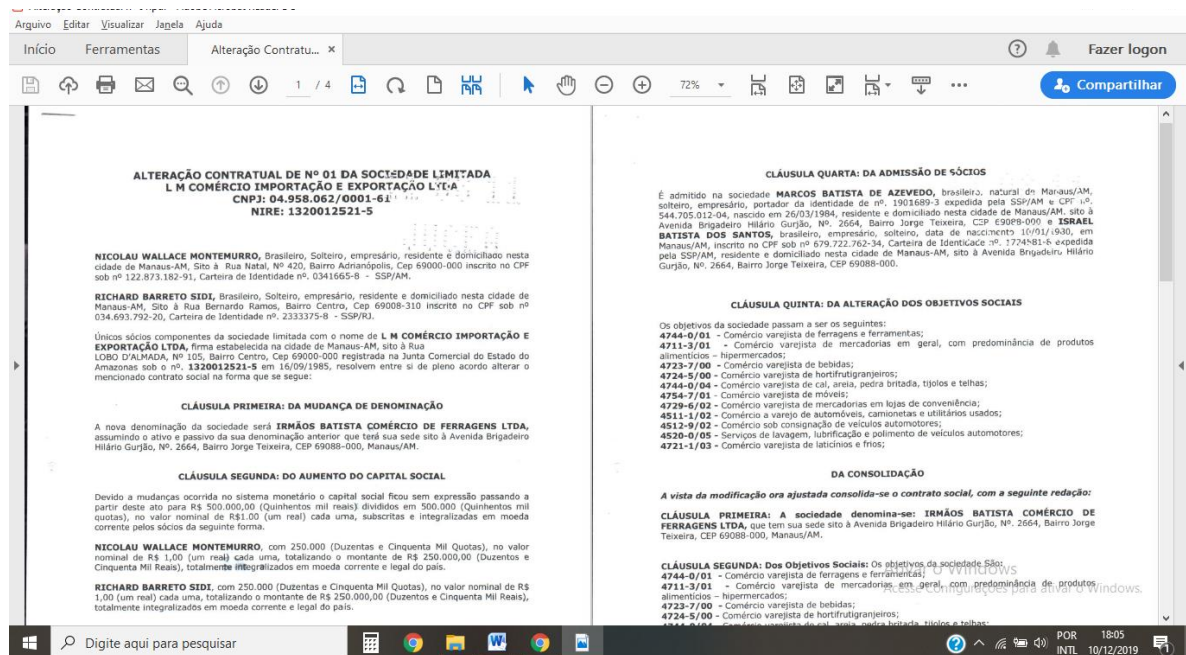 Arquivo Editar Visualizar Janela Ajuda
Início Ferramentas Alteração Contratu... × Fazer logon
1 / 4 72% Compartilhar
ALTERAÇÃO CONTRATUAL DE Nº 01 DA SOCIEDADE LIMITADA
L M COMÉRCIO IMPORTAÇÃO E EXPORTAÇÃO LTDA
CNPJ: 04.958.062/0001-61
NIRE: 1320012521-5
NICOLAU WALLACE MONTEMURRO, Brasileiro, Solteiro, empresário, residente e domiciliado nesta
cidade de Manaus-AM, Sito à Rua Natal, Nº 420, Bairro Adrianópolis, Cep 69000-000 inscrito no CPF
sob nº 122.873.182-91, Carteira de Identidade nº. 0341665-8 - SSP/AM.
RICHARD BARRETO SIDI, Brasileiro, Solteiro, empresário, residente e domiciliado nesta cidade de
Manaus-AM, Sito à Rua Bernardo Ramos, Bairro Centro, Cep 69008-310 inscrito no CPF sob nº
034.693.792-20, Carteira de Identidade nº. 2333375-8 - SSP/RJ.
Únicos sócios componentes da sociedade limitada com o nome de L M COMÉRCIO IMPORTAÇÃO E
EXPORTAÇÃO LTDA, firma estabelecida na cidade de Manaus-AM, sito à Rua
LOBO D'ALMADA, Nº 105, Bairro Centro, Cep 69000-000 registrada na Junta Comercial do Estado do
Amazonas sob o nº. 1320012521-5 em 16/09/1985, resolvem entre si de pleno acordo alterar o
mencionado contrato social na forma que se segue:
CLÁUSULA PRIMEIRA: DA MUDANÇA DE DENOMINAÇÃO
A nova denominação da sociedade será IRMÃOS BATISTA COMÉRCIO DE FERRAGENS LTDA,
assumindo o ativo e passivo da sua denominação anterior que terá sua sede sito à Avenida Brigadeiro
Hilário Gurjão, Nº. 2664, Bairro Jorge Teixeira, CEP 69088-000, Manaus/AM.
CLÁUSULA SEGUNDA: DO AUMENTO DO CAPITAL SOCIAL
Devido a mudanças ocorrida no sistema monetário o capital social ficou sem expressão passando a
partir deste ato para R$ 500.000,00 (Quinhentos mil reais) divididos em 500.000 (Quinhentos mil
quotas), no valor nominal de R$1.00 (um real) cada uma, subscritas e integralizadas em moeda
corrente pelos sócios da seguinte forma.
NICOLAU WALLACE MONTEMURRO, com 250.000 (Duzentas e Cinquenta Mil Quotas), no valor
nominal de R$ 1,00 (um real) cada uma, totalizando o montante de R$ 250.000,00 (Duzentos e
Cinquenta Mil Reais), totalmente integralizados em moeda corrente e legal do país.
RICHARD BARRETO SIDI, com 250.000 (Duzentas e Cinquenta Mil Quotas), no valor nominal de R$
1,00 (um real) cada uma, totalizando o montante de R$ 250.000,00 (Duzentos e Cinquenta Mil Reais),
totalmente integralizados em moeda corrente e legal do país.
CLÁUSULA QUARTA: DA ADMISSÃO DE SÓCIOS
É admitido na sociedade MARCOS BATISTA DE AZEVEDO, brasileiro, natural de Manaus/AM,
solteiro, empresário, portador da identidade de nº. 1901689-3 expedida pela SSP/AM e CPF nº.
544.705.012-04, nascido em 26/03/1984, residente e domiciliado nesta cidade de Manaus/AM. sito à
Avenida Brigadeiro Hilário Gurjão, Nº. 2664, Bairro Jorge Teixeira, CEP 69088-000 e ISRAEL
BATISTA DOS SANTOS, brasileiro, empresário, solteiro, data de nascimento 10/01/1980, em
Manaus/AM, inscrito no CPF sob nº 679.722.762-34, Carteira de Identidade nº. 1724581-6 expedida
pela SSP/AM, residente e domiciliado nesta cidade de Manaus-AM, sito à Avenida Brigadeiro Hilário
Gurjão, Nº. 2664, Bairro Jorge Teixeira, CEP 69088-000.
CLÁUSULA QUINTA: DA ALTERAÇÃO DOS OBJETIVOS SOCIAIS
Os objetivos da sociedade passam a ser os seguintes:
4744-0/01 - Comércio varejista de ferragens e ferramentas;
4711-3/01 - Comércio varejista de mercadorias em geral, com predominância de produtos
alimentícios – hipermercados;
4723-7/00 - Comércio varejista de bebidas;
4724-5/00 - Comércio varejista de hortifrutigranjeiros;
4744-0/04 - Comércio varejista de cal, areia, pedra britada, tijolos e telhas;
4754-7/01 - Comércio varejista de móveis;
4729-6/02 - Comércio varejista de mercadorias em lojas de conveniência;
4511-1/02 - Comércio a varejo de automóveis, camionetas e utilitários usados;
4512-9/02 - Comércio sob consignação de veículos automotores;
4520-0/05 - Serviços de lavagem, lubrificação e polimento de veículos automotores;
4721-1/03 - Comércio varejista de laticínios e frios;
DA CONSOLIDAÇÃO
A vista da modificação ora ajustada consolida-se o contrato social, com a seguinte redação:
CLÁUSULA PRIMEIRA: A sociedade denomina-se: IRMÃOS BATISTA COMÉRCIO DE
FERRAGENS LTDA, que tem sua sede sito à Avenida Brigadeiro Hilário Gurjão, Nº. 2664, Bairro Jorge
Teixeira, CEP 69088-000, Manaus/AM.
CLÁUSULA SEGUNDA: Dos Objetivos Sociais: Os objetivos da sociedade São:
4744-0/01 - Comércio varejista de ferragens e ferramentas;
4711-3/01 - Comércio varejista de mercadorias em geral, com predominância de produtos
alimentícios – hipermercados;
4723-7/00 - Comércio varejista de bebidas;
4724-5/00 - Comércio varejista de hortifrutigranjeiros;
Ativar o Windows
Acesse Configurações para ativar o Windows.
Digite aqui para pesquisar
POR 18:05
INTL 10/12/2019